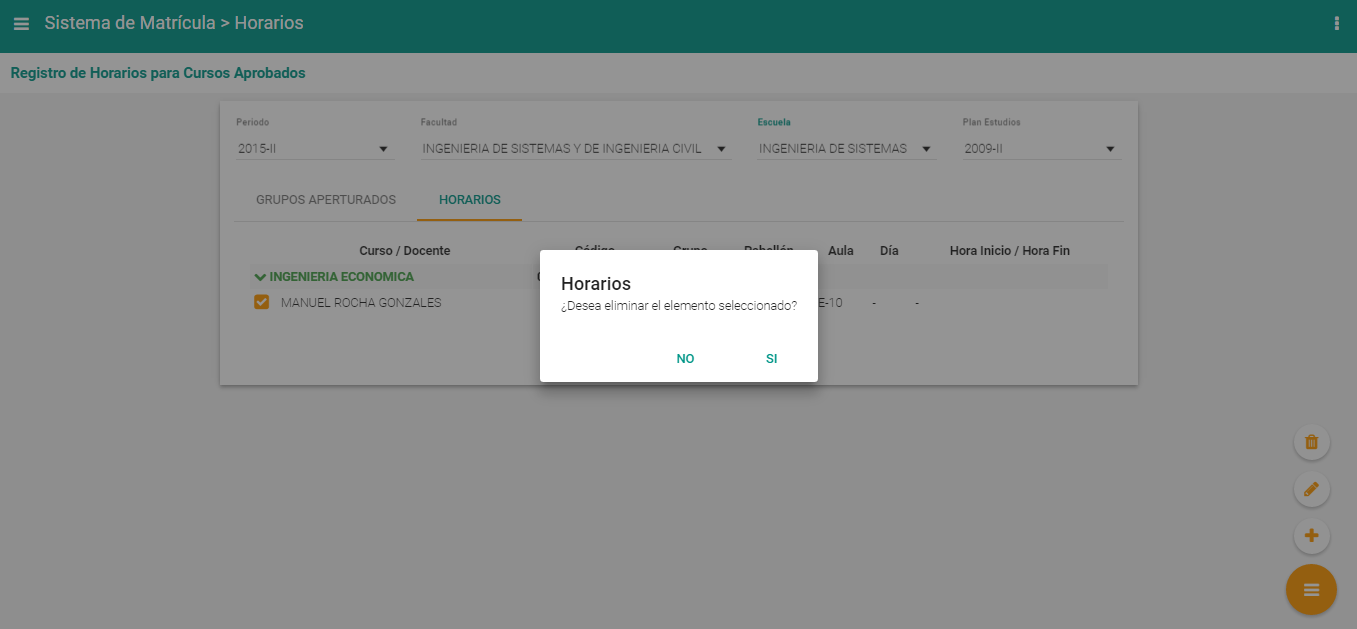 Sistema de Matrícula > Horarios
Registro de Horarios para Cursos Aprobados
Periodo Facultad Escuela Plan Estudios
2015-II INGENIERIA DE SISTEMAS Y DE INGENIERIA CIVIL INGENIERIA DE SISTEMAS 2009-II
GRUPOS APERTURADOS HORARIOS
Curso / Docente Código Grupo Pabellón Aula Día Hora Inicio / Hora Fin
INGENIERIA ECONOMICA
MANUEL ROCHA GONZALES E-10 - -
Horarios
¿Desea eliminar el elemento seleccionado?
NO SI